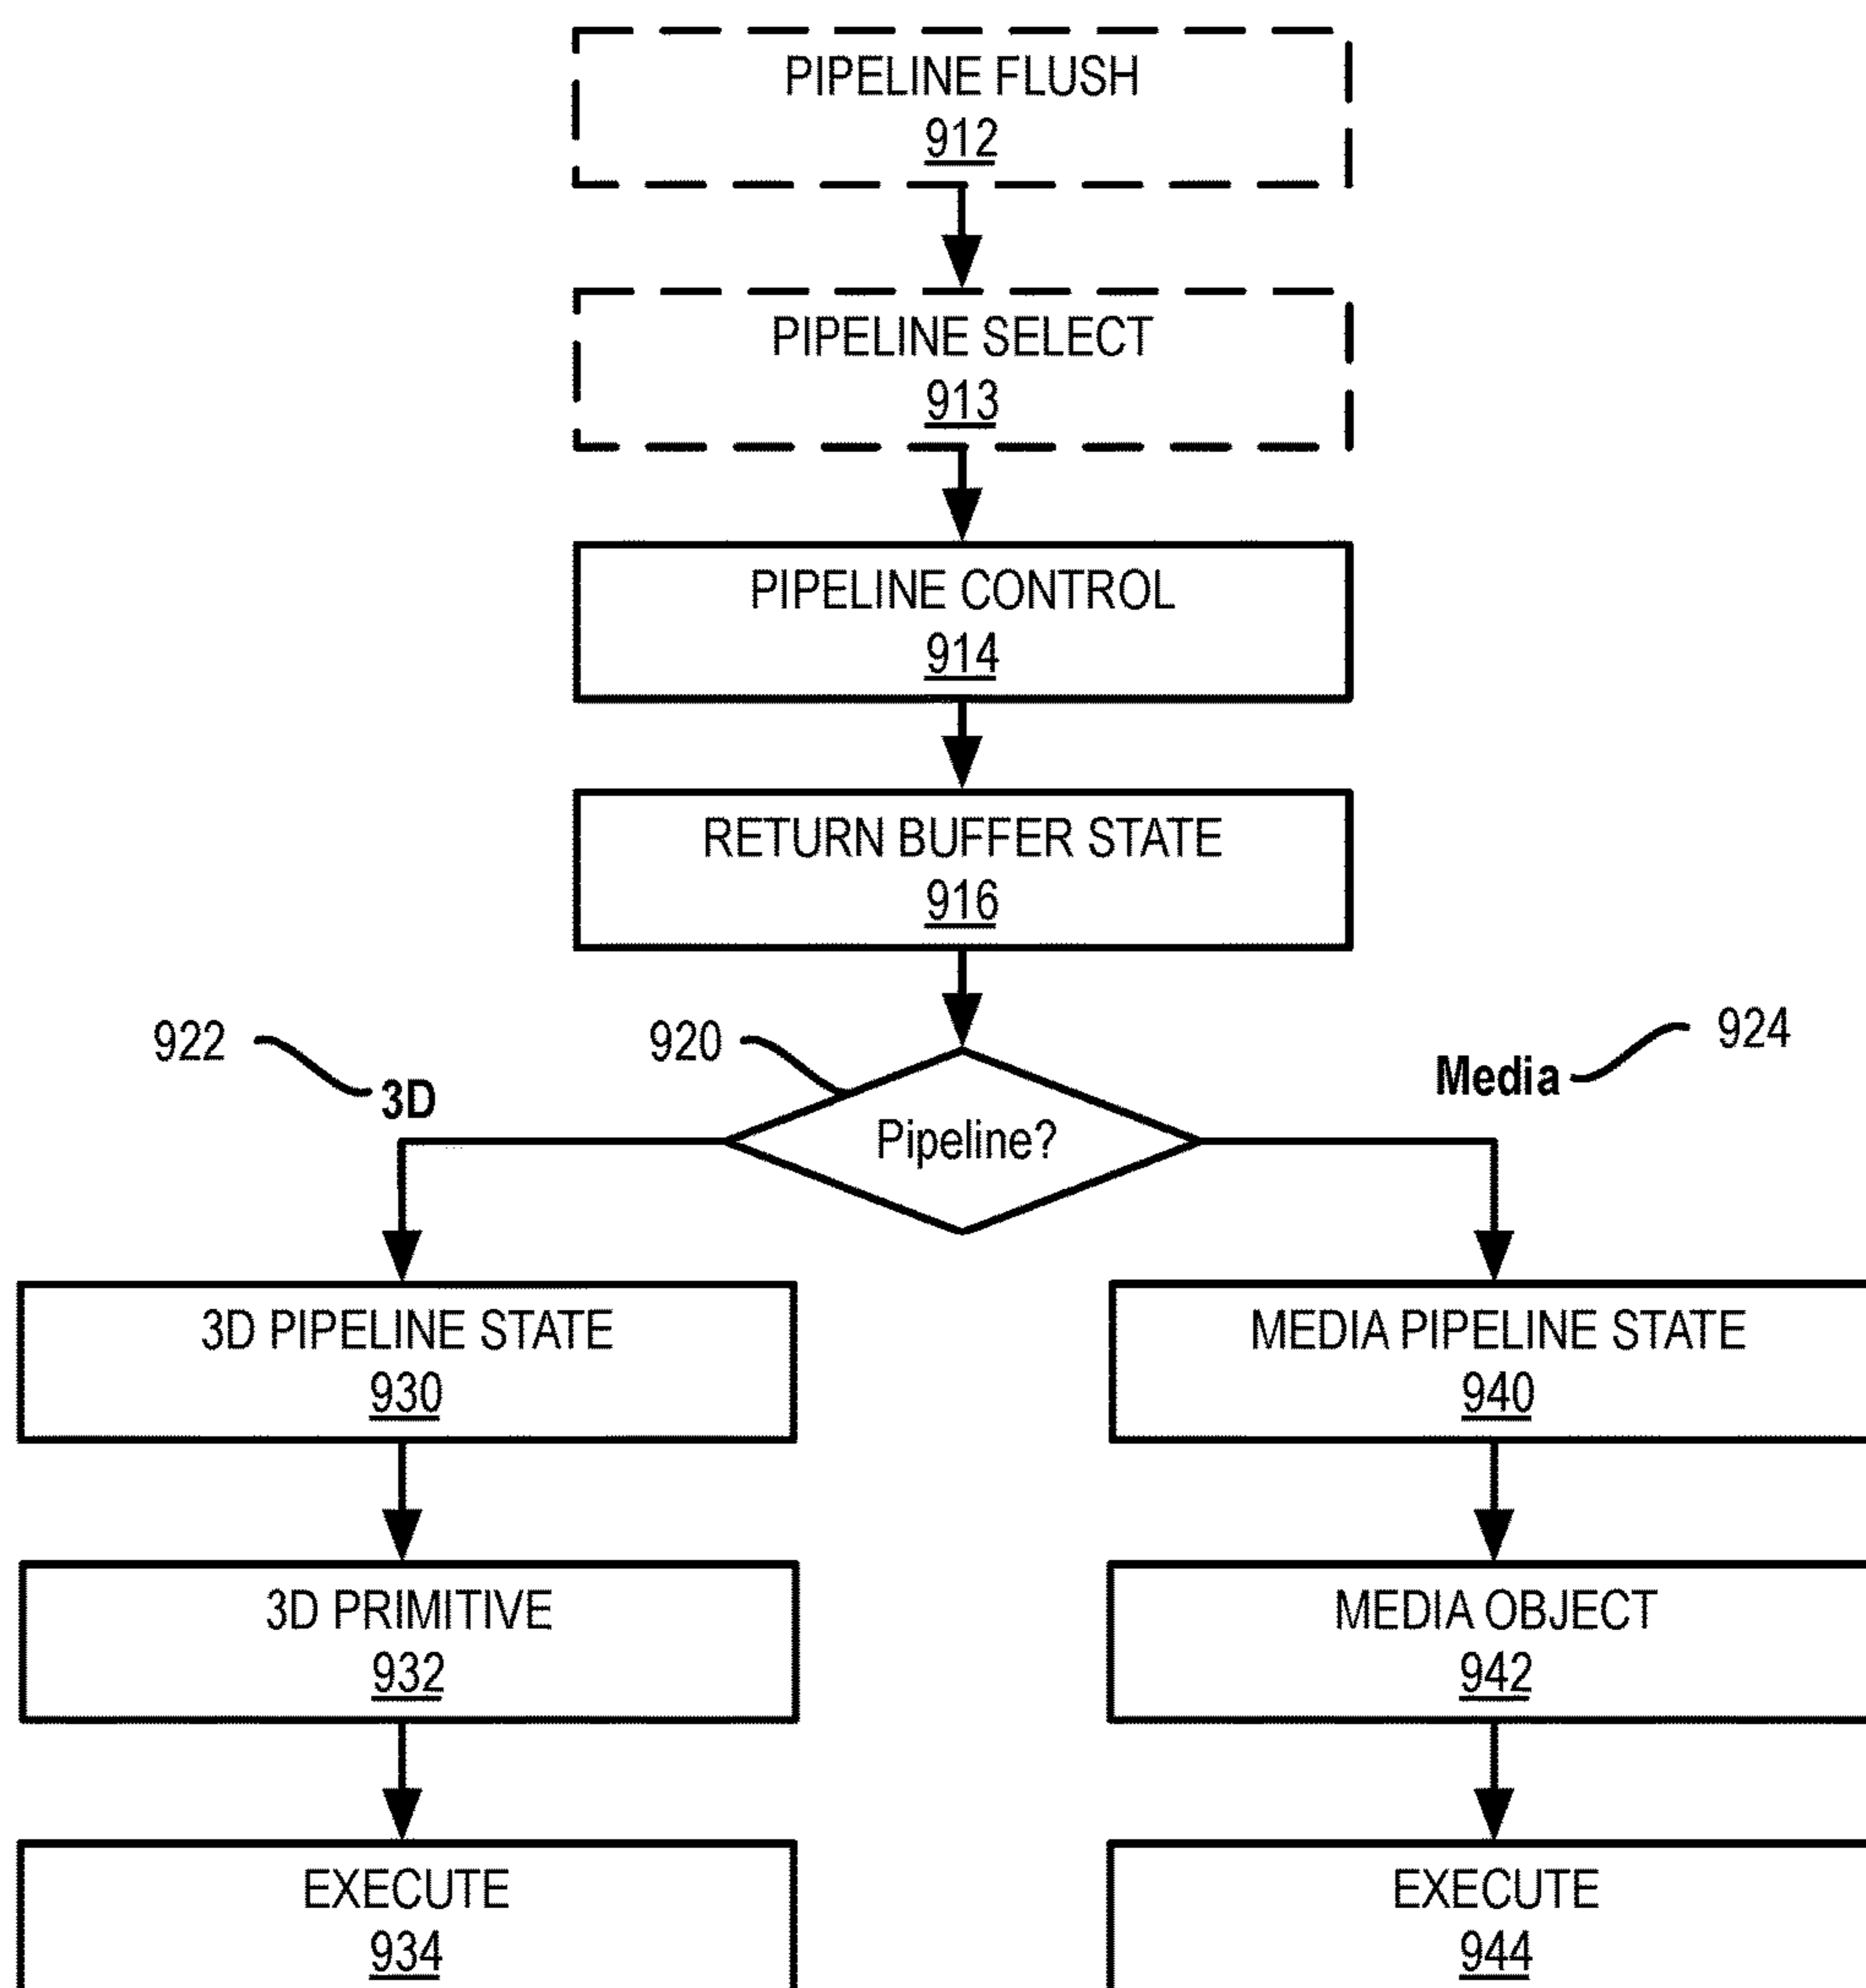 PIPELINE FLUSH
912
PIPELINE SELECT
913
PIPELINE CONTROL
914
RETURN BUFFER STATE
916
922
920
924
3D
Media
Pipeline?
3D PIPELINE STATE
930
MEDIA PIPELINE STATE
940
3D PRIMITIVE
932
MEDIA OBJECT
942
EXECUTE
934
EXECUTE
944